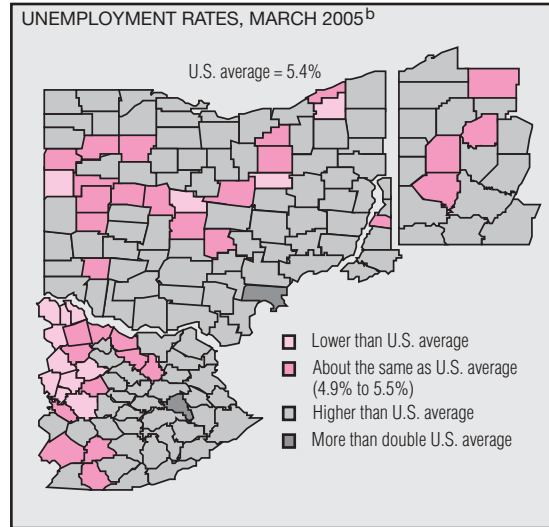 UNEMPLOYMENT RATES, MARCH 2005b
U.S. average = 5.4%
Lower than U.S. average
About the same as U.S. average
(4.9% to 5.5%)
Higher than U.S. average
More than double U.S. average